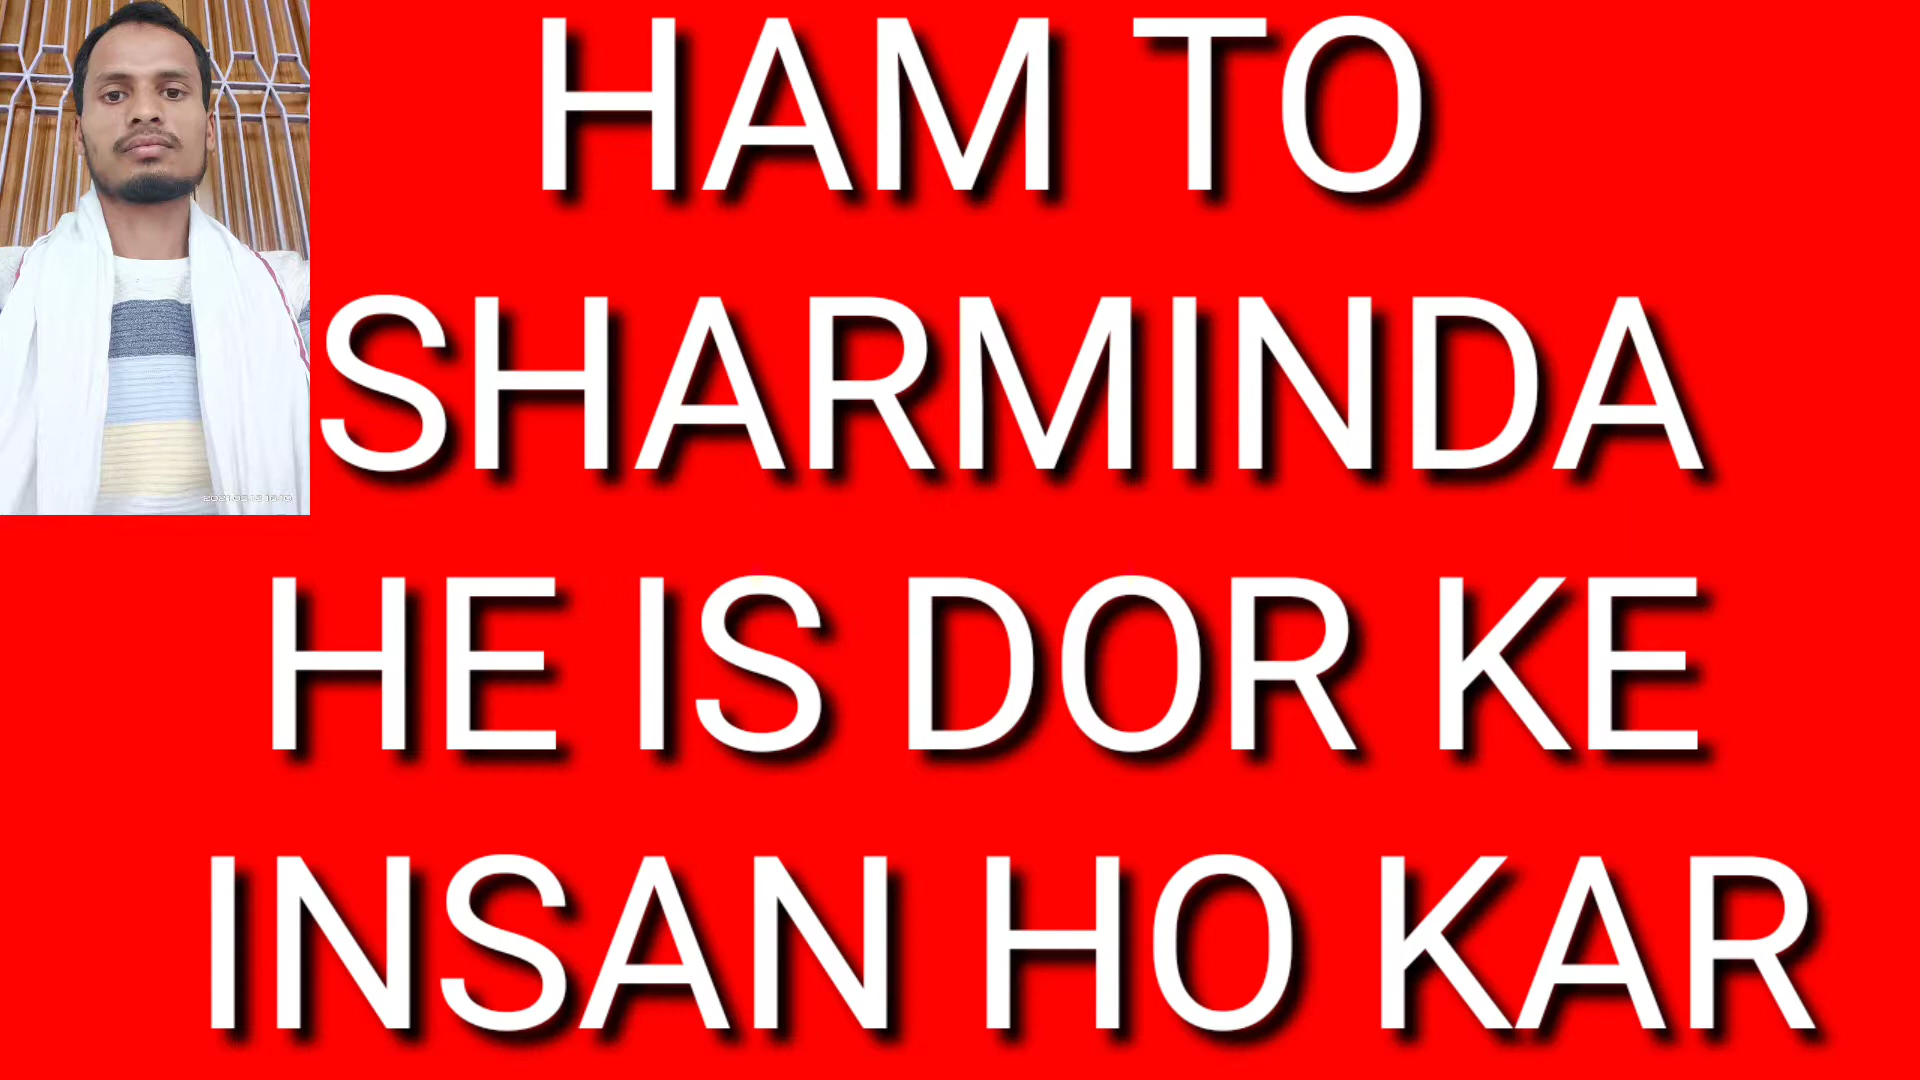 HAM TO
SHARMINDA
HE IS DOR KE
INSAN HO KAR